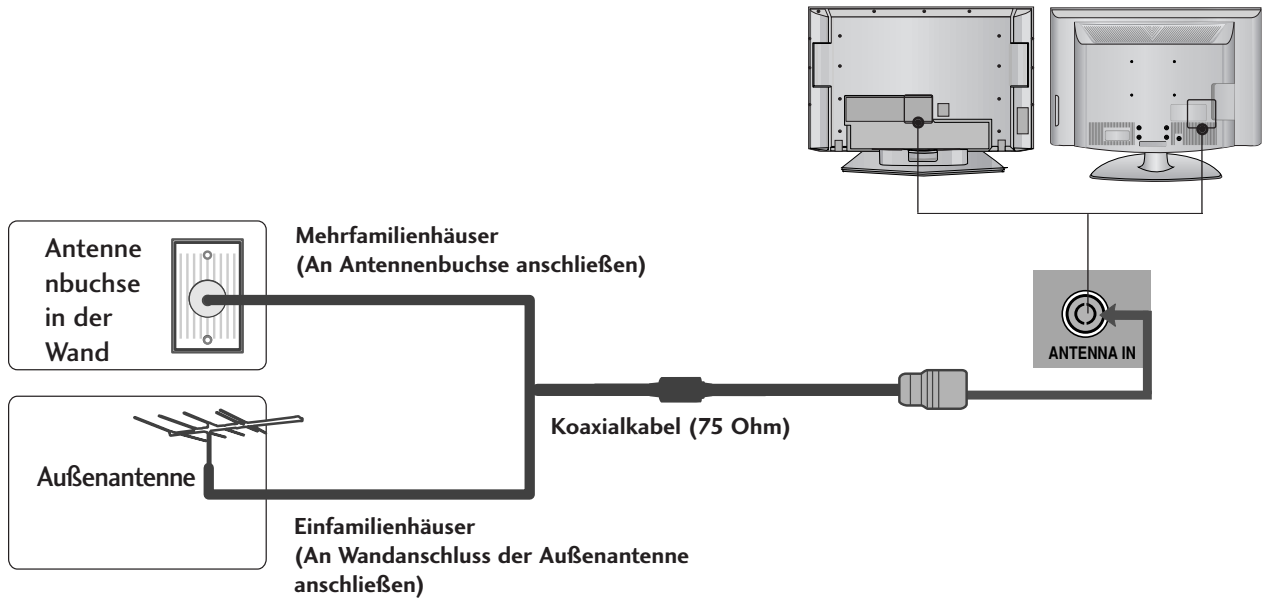 Antenne
nbuchse
in der
Wand
Mehrfamilienhäuser
(An Antennenbuchse anschließen)
ANTENNA IN
Koaxialkabel (75 Ohm)
Außenantenne
Einfamilienhäuser
(An Wandanschluss der Außenantenne
anschließen)